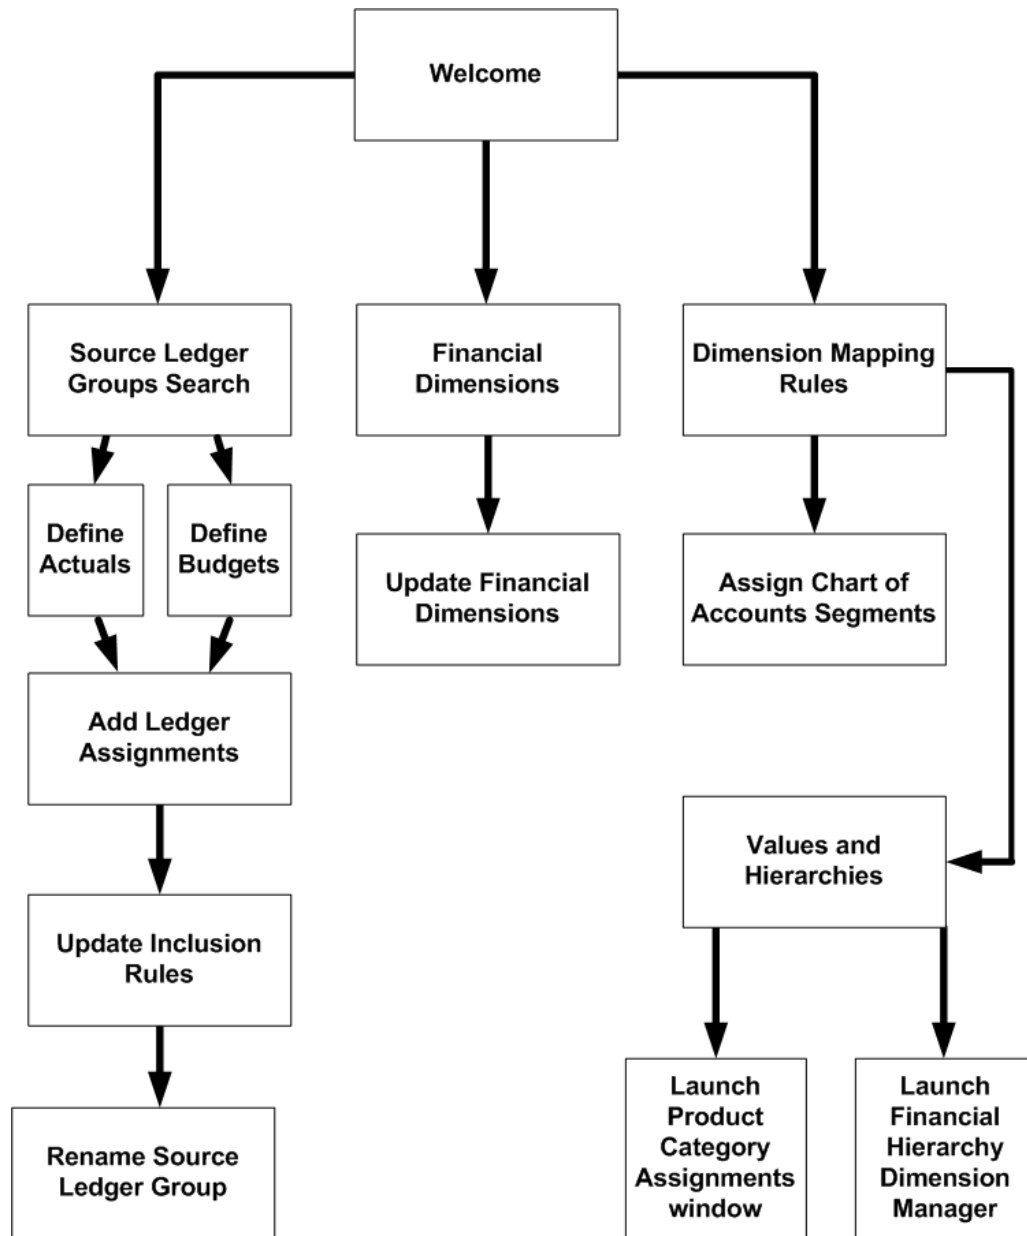 Welcome
Source Ledger
Groups Search
Financial
Dimensions
Dimension Mapping
Rules
Define
Actuals
Define
Budgets
Update Financial
Dimensions
Assign Chart of
Accounts Segments
Add Ledger
Assignments
Values and
Hierarchies
Update Inclusion
Rules
Rename Source
Ledger Group
Launch
Product
Category
Assignments
window
Launch
Financial
Hierarchy
Dimension
Manager